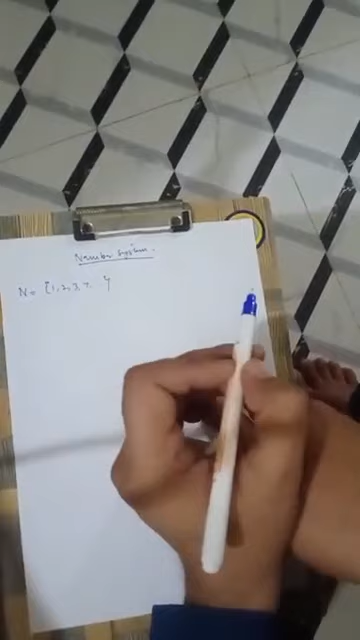 Number System.
N = {1, 2, 3, ? . . }